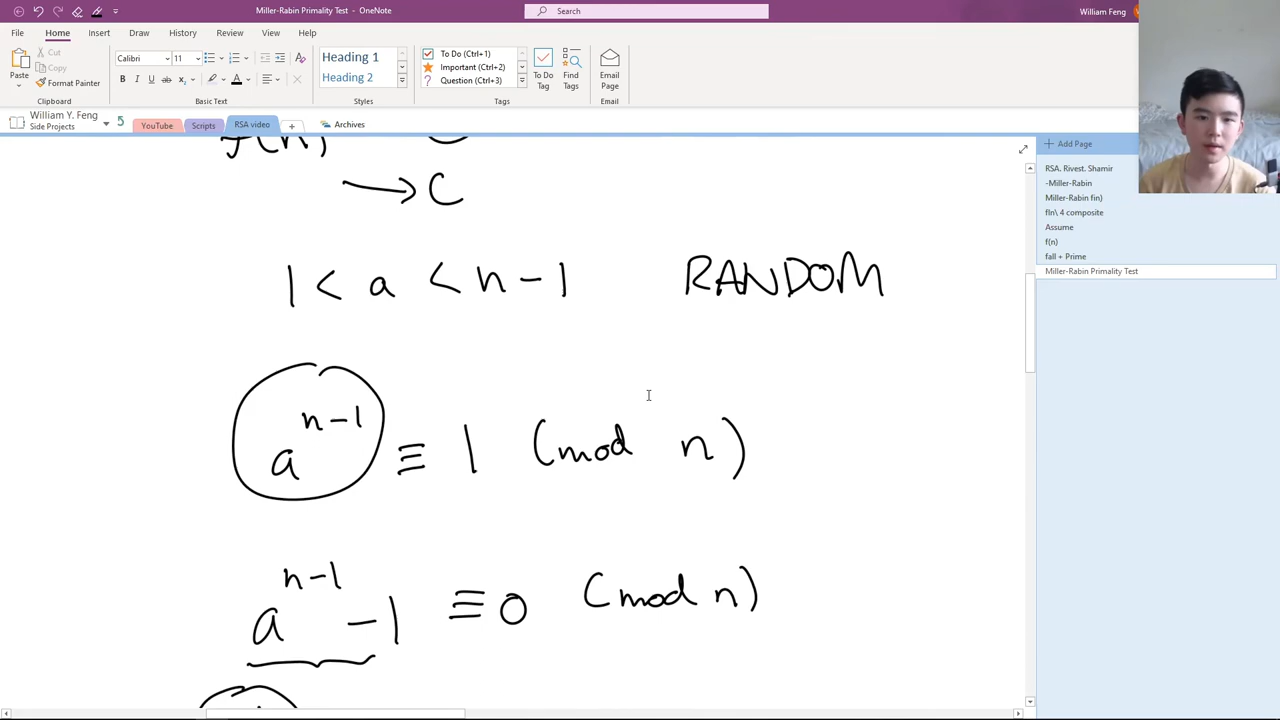 Miller-Rabin Primality Test - OneNote
Search
William Feng
File Home Insert Draw History Review View Help
Cut
Copy
Format Painter
Paste
Clipboard
Calibri 11
B I U ab x₂ A
Basic Text
Heading 1
Heading 2
Styles
To Do (Ctrl+1)
Important (Ctrl+2)
Question (Ctrl+3)
To Do Tag
Find Tags
Tags
Email Page
Email
William Y. Feng
Side Projects
YouTube Scripts RSA video + Archives
Add Page
RSA. Rivest. Shamir
-Miller-Rabin
Miller-Rabin fin)
fln\ 4 composite
Assume
f(n)
fall + Prime
Miller-Rabin Primality Test
f(n)
→ C
1 < a < n - 1 RANDOM
a^{n-1} ≡ 1 (mod n)
a^{n-1} - 1 ≡ 0 (mod n)